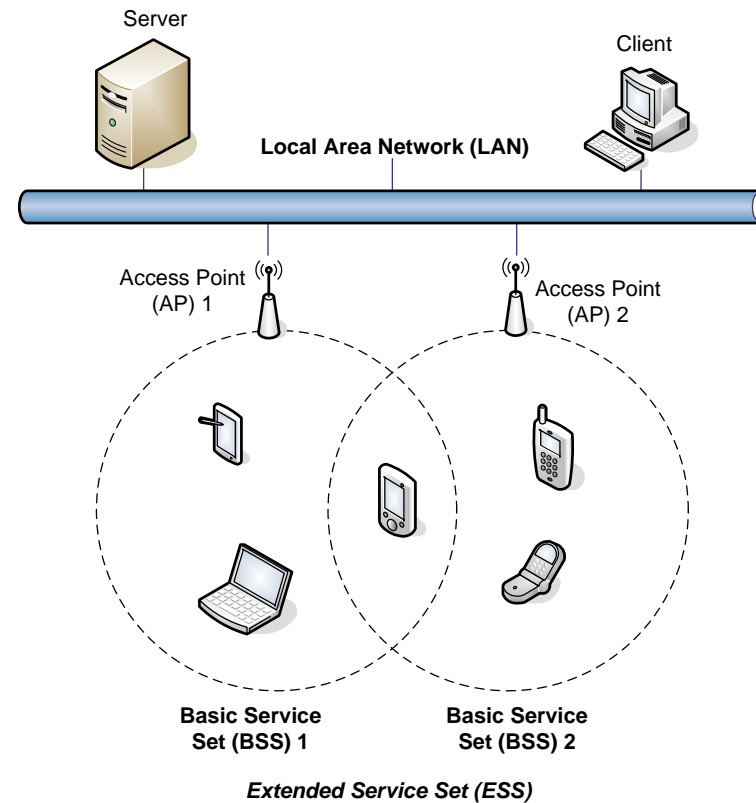 Server
Client
Local Area Network (LAN)
Access Point
(AP) 1
Access Point
(AP) 2
Basic Service
Set (BSS) 1
Basic Service
Set (BSS) 2
Extended Service Set (ESS)